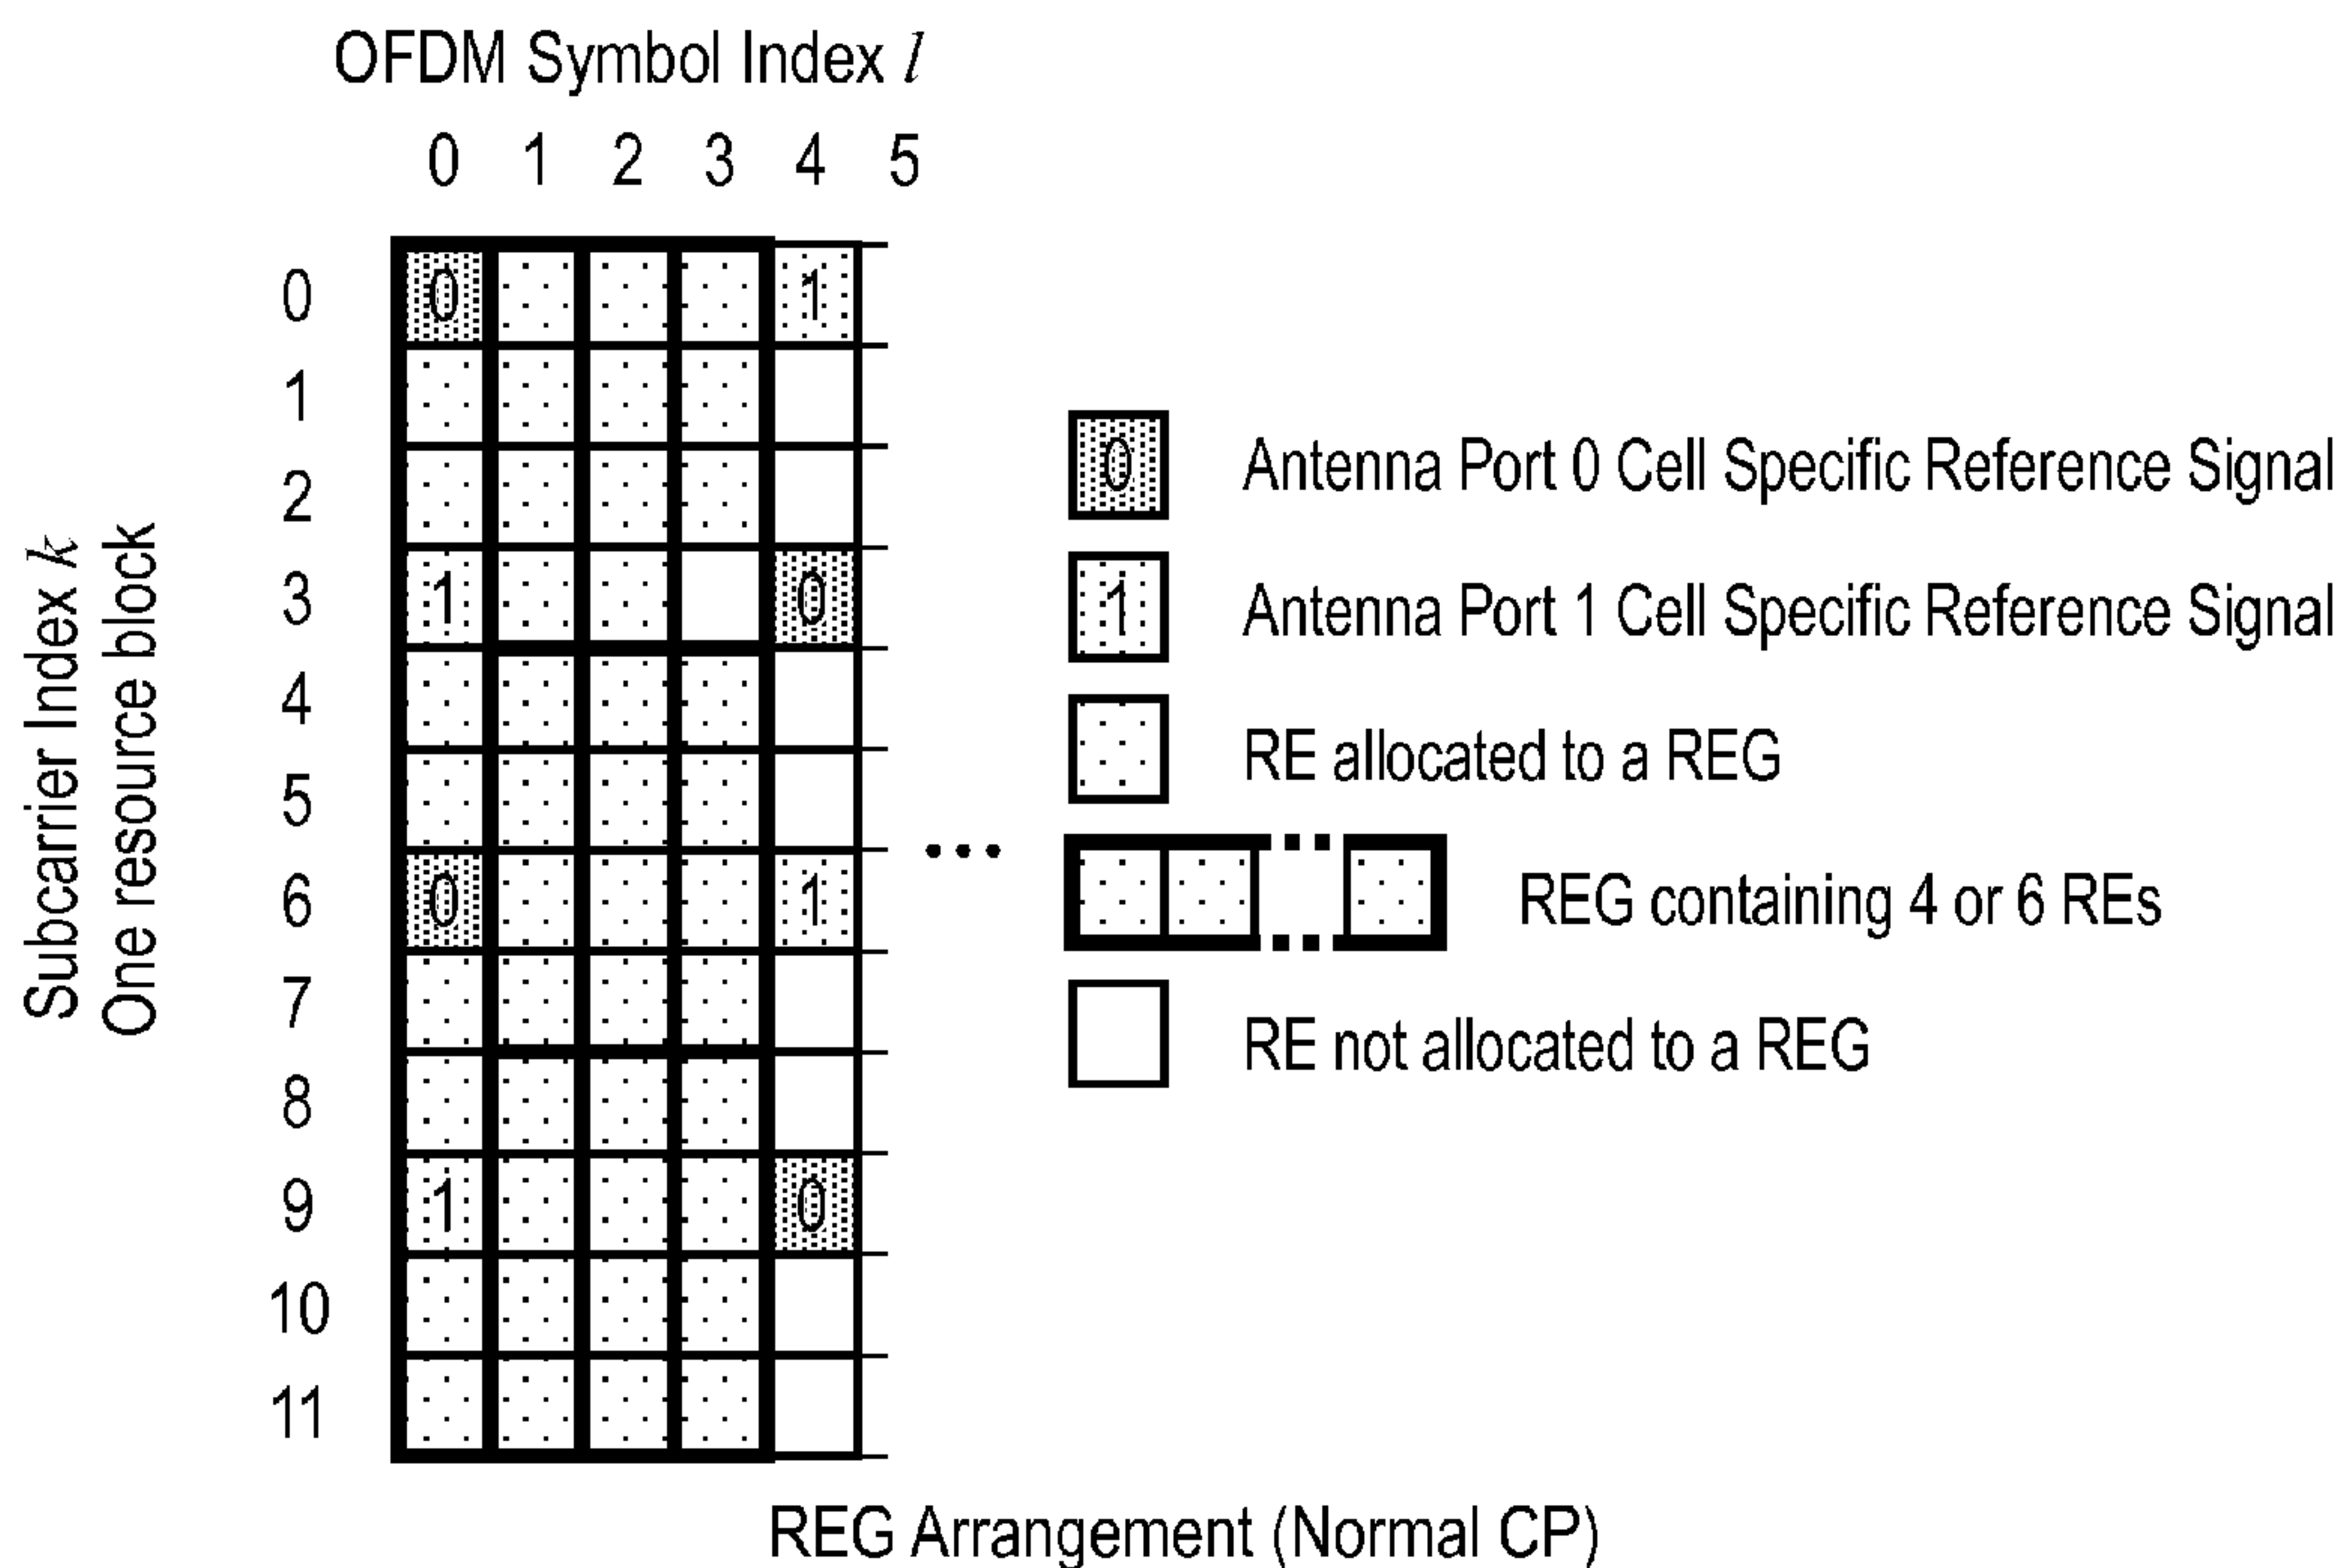 OFDM Symbol Index l
0 1 2 3 4 5
Subcarrier Index k
One resource block
0 0 1
1
2
3 1 0
4
5
6 0 1
7
8
9 1 0
10
11
...
0 Antenna Port 0 Cell Specific Reference Signal
1 Antenna Port 1 Cell Specific Reference Signal
RE allocated to a REG
REG containing 4 or 6 REs
RE not allocated to a REG
REG Arrangement (Normal CP)